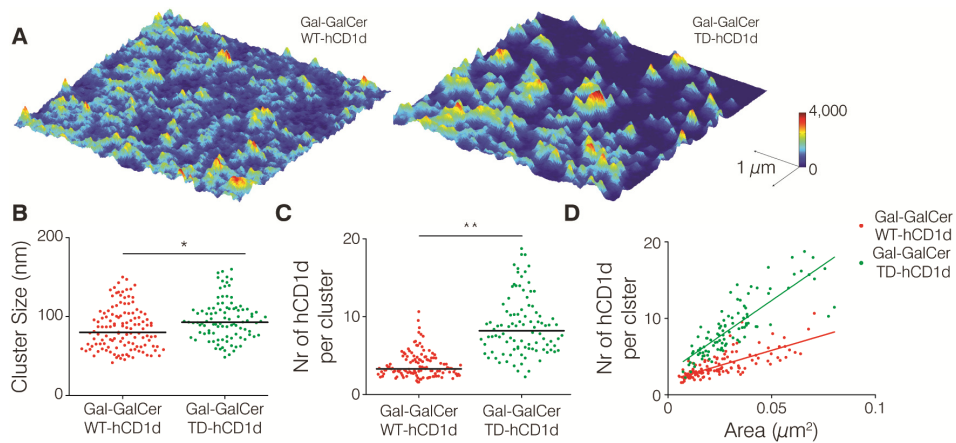 A
Gal-GalCer
WT-hCD1d
Gal-GalCer
TD-hCD1d
4,000
0
1 μm
B
Cluster Size (nm)
200
100
0
*
Gal-GalCer
WT-hCD1d
Gal-GalCer
TD-hCD1d
C
Nr of hCD1d
per cluster
20
10
0
**
Gal-GalCer
WT-hCD1d
Gal-GalCer
TD-hCD1d
D
Nr of hCD1d
per cllster
20
10
0
0
0.05
0.1
Area (μm²)
Gal-GalCer
WT-hCD1d
Gal-GalCer
TD-hCD1d